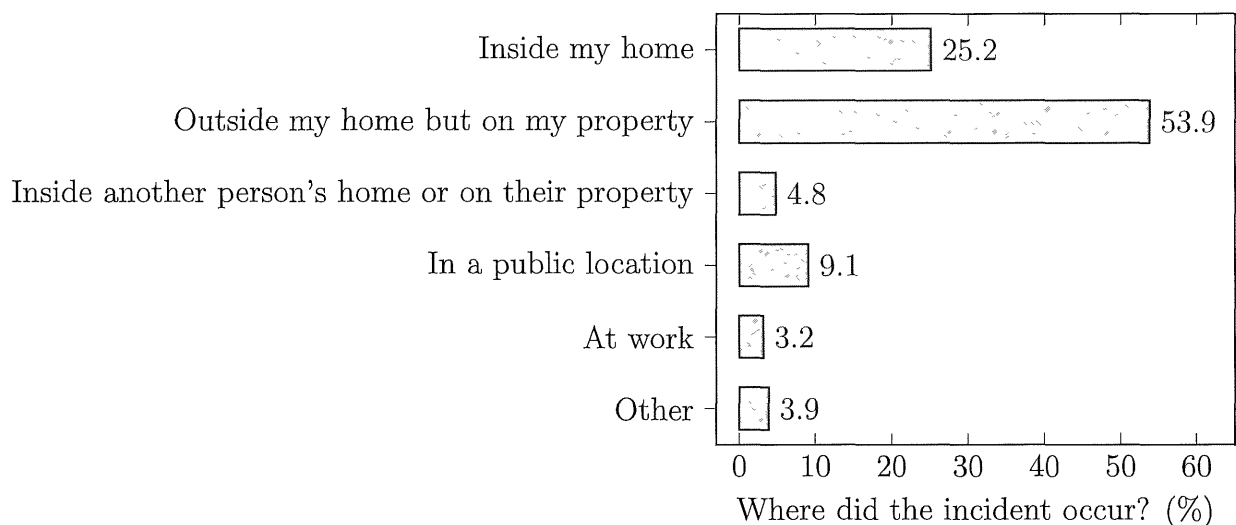 Inside my home 25.2
Outside my home but on my property 53.9
Inside another person's home or on their property 4.8
In a public location 9.1
At work 3.2
Other 3.9
0 10 20 30 40 50 60
Where did the incident occur? (%)